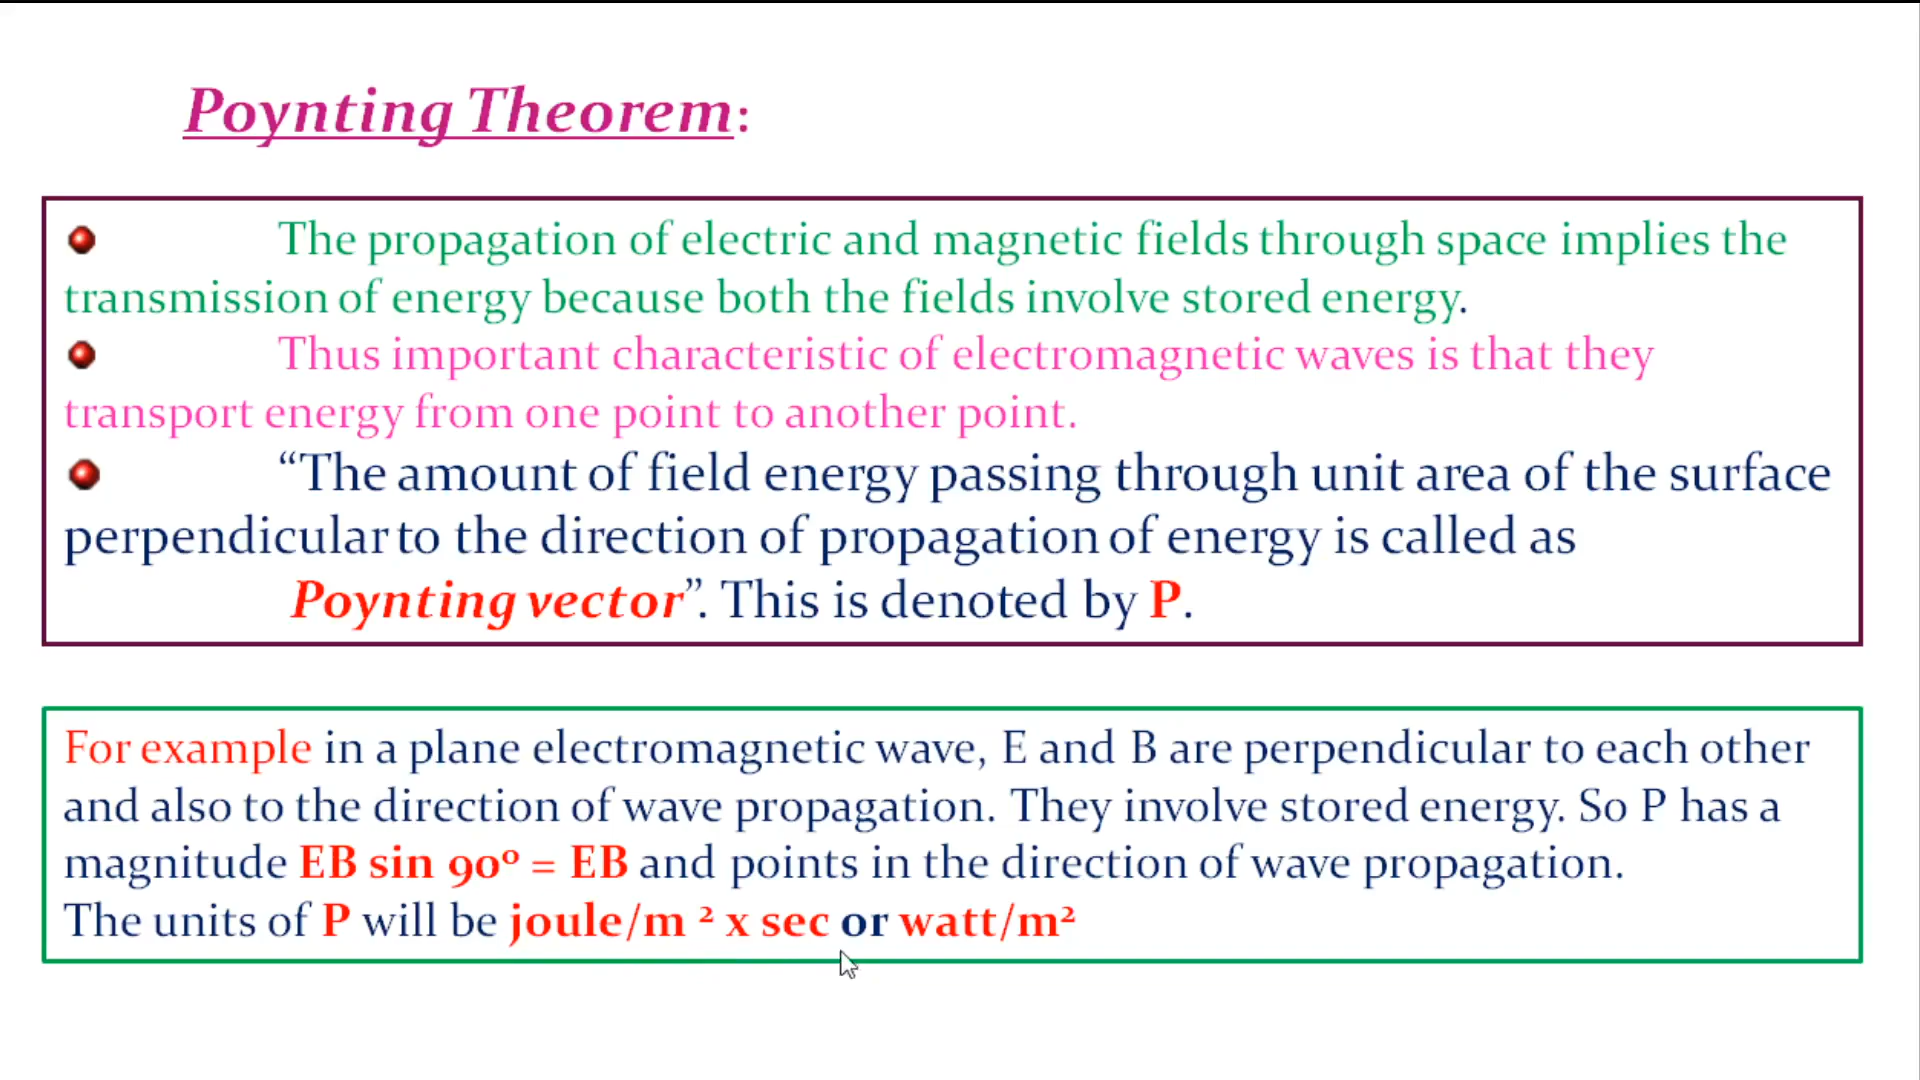 Poynting Theorem:
The propagation of electric and magnetic fields through space implies the
transmission of energy because both the fields involve stored energy.
Thus important characteristic of electromagnetic waves is that they
transport energy from one point to another point.
“The amount of field energy passing through unit area of the surface
perpendicular to the direction of propagation of energy is called as
Poynting vector”. This is denoted by P.
For example in a plane electromagnetic wave, E and B are perpendicular to each other
and also to the direction of wave propagation. They involve stored energy. So P has a
magnitude EB sin 90⁰ = EB and points in the direction of wave propagation.
The units of P will be joule/m ² x sec or watt/m²